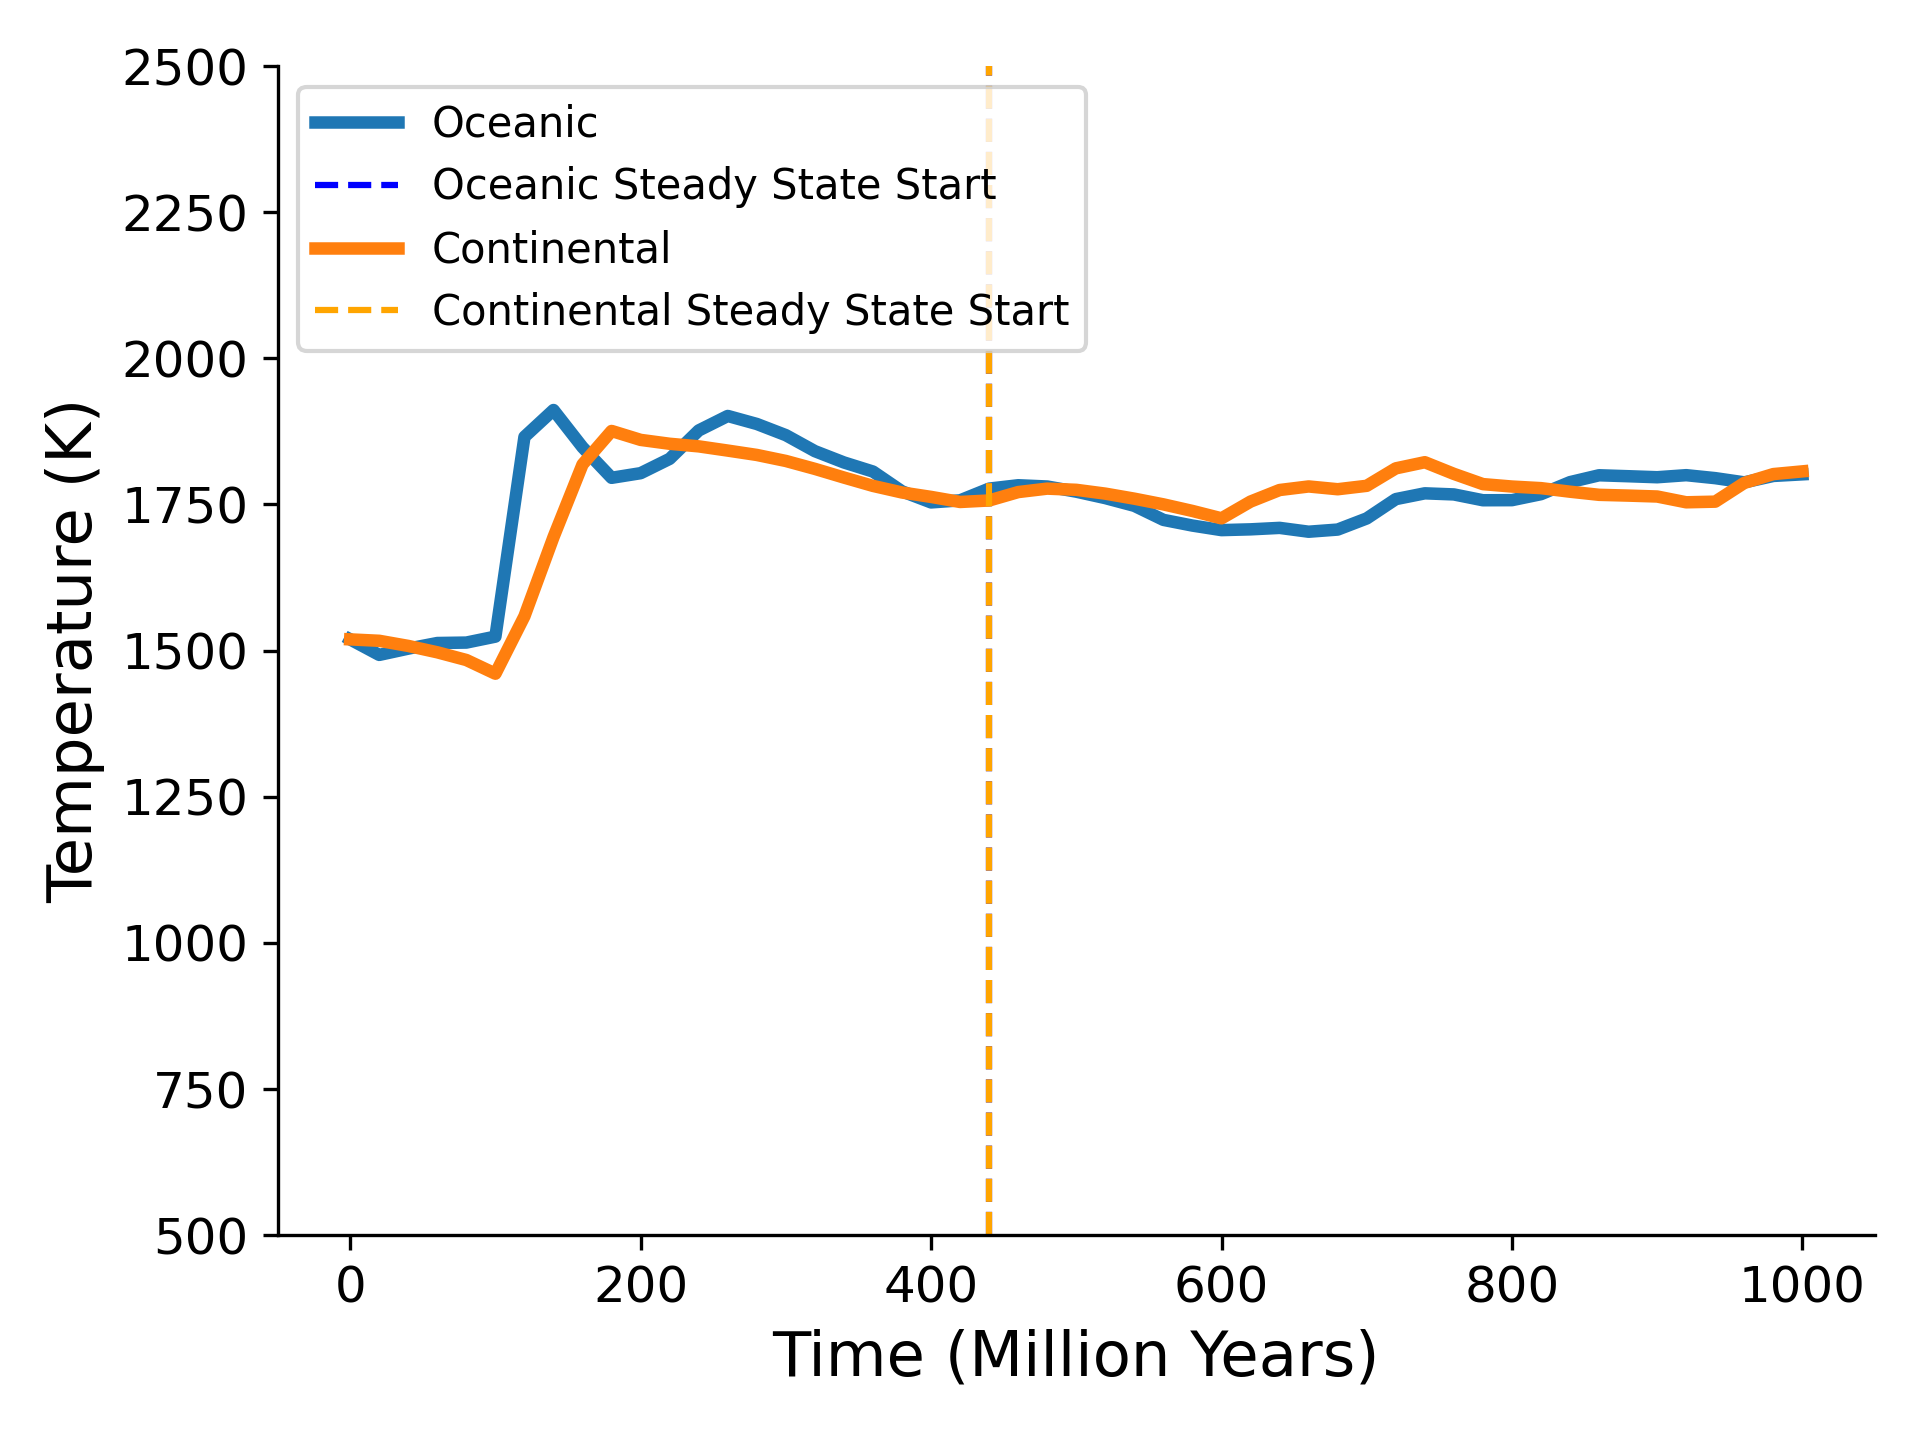 2500
2250
2000
1750
1500
1250
1000
750
500
Temperature (K)
Oceanic
Oceanic Steady State Start
Continental
Continental Steady State Start
0 200 400 600 800 1000
Time (Million Years)